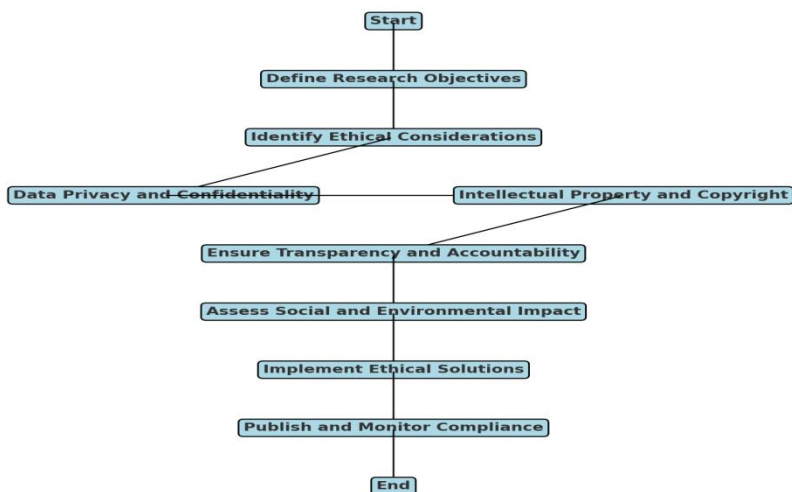 Start
Define Research Objectives
Identify Ethical Considerations
Data Privacy and Confidentiality
Intellectual Property and Copyright
Ensure Transparency and Accountability
Assess Social and Environmental Impact
Implement Ethical Solutions
Publish and Monitor Compliance
End